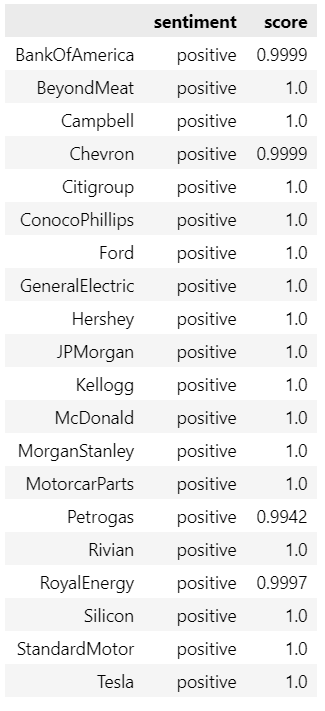 sentiment score
BankOfAmerica positive 0.9999
BeyondMeat positive 1.0
Campbell positive 1.0
Chevron positive 0.9999
Citigroup positive 1.0
ConocoPhillips positive 1.0
Ford positive 1.0
GeneralElectric positive 1.0
Hershey positive 1.0
JPMorgan positive 1.0
Kellogg positive 1.0
McDonald positive 1.0
MorganStanley positive 1.0
MotorcarParts positive 1.0
Petrogas positive 0.9942
Rivian positive 1.0
RoyalEnergy positive 0.9997
Silicon positive 1.0
StandardMotor positive 1.0
Tesla positive 1.0